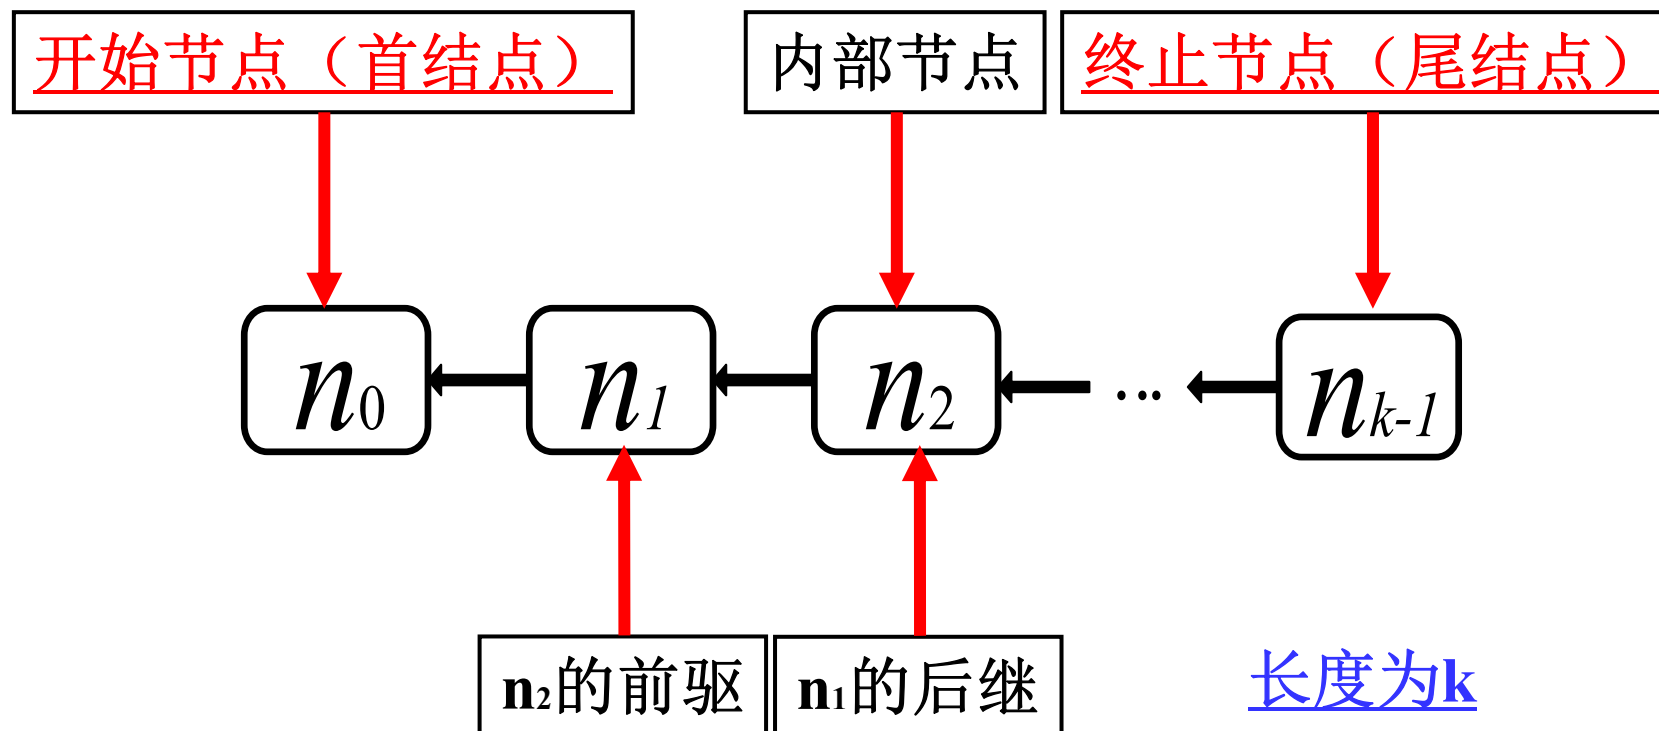 开始节点（首结点）
内部节点
终止节点（尾结点）
n0
n1
n2
...
nk-1
n2的前驱
n1的后继
长度为k